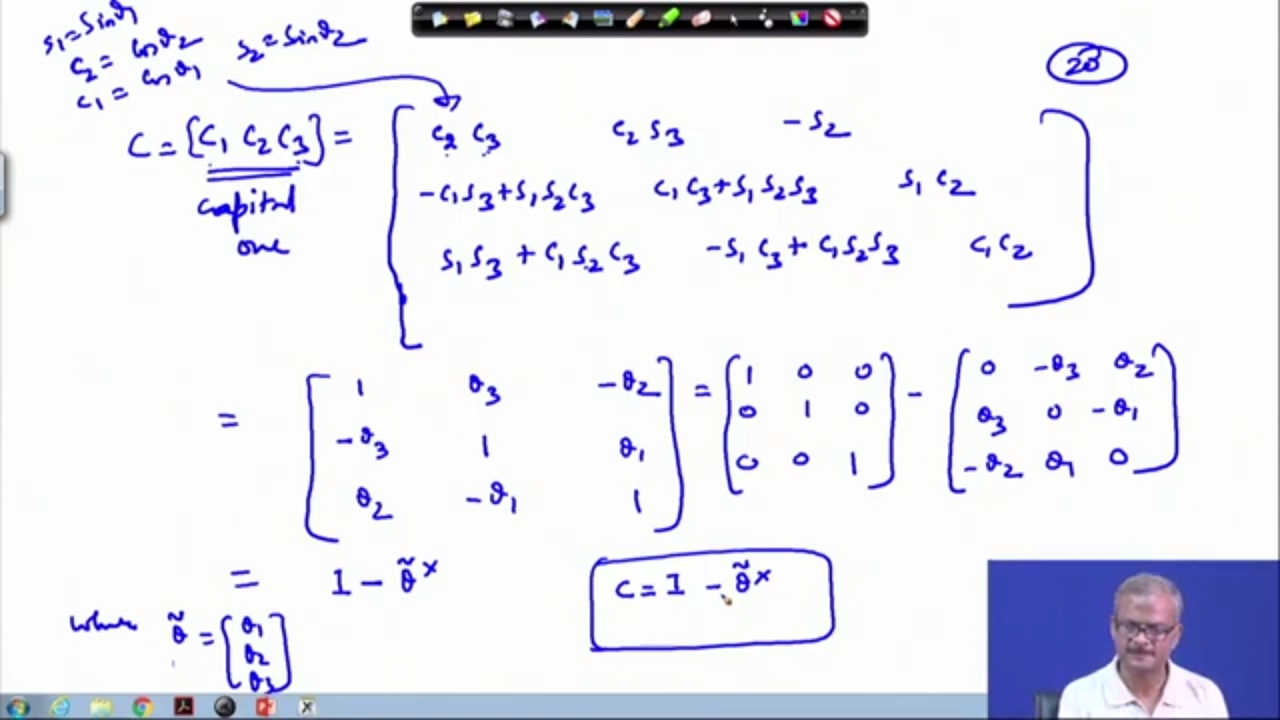 s₁ = sinθ₁
c₂ = cosθ₂
c₁ = cosθ₁
s₂ = sinθ₂
20
C = [C₁ C₂ C₃] = [ c₂ c₃   c₂ s₃   -s₂
-c₁s₃+s₁s₂c₃   c₁c₃+s₁s₂s₃   s₁ c₂
s₁s₃ + c₁s₂c₃   -s₁c₃ + c₁s₂s₃   c₁c₂ ]
capital
one
= [ 1   θ₃   -θ₂ ] = [ 1 0 0 ] - [ 0 -θ₃ θ₂ ]
[ -θ₃   1   θ₁ ] [ 0 1 0 ] [ θ₃ 0 -θ₁ ]
[ θ₂   -θ₁   1 ] [ 0 0 1 ] [ -θ₂ θ₁ 0 ]
= I - θ̃ˣ
C = I - θ̃ˣ
where θ̃ = [ θ₁
θ₂
θ₃ ]